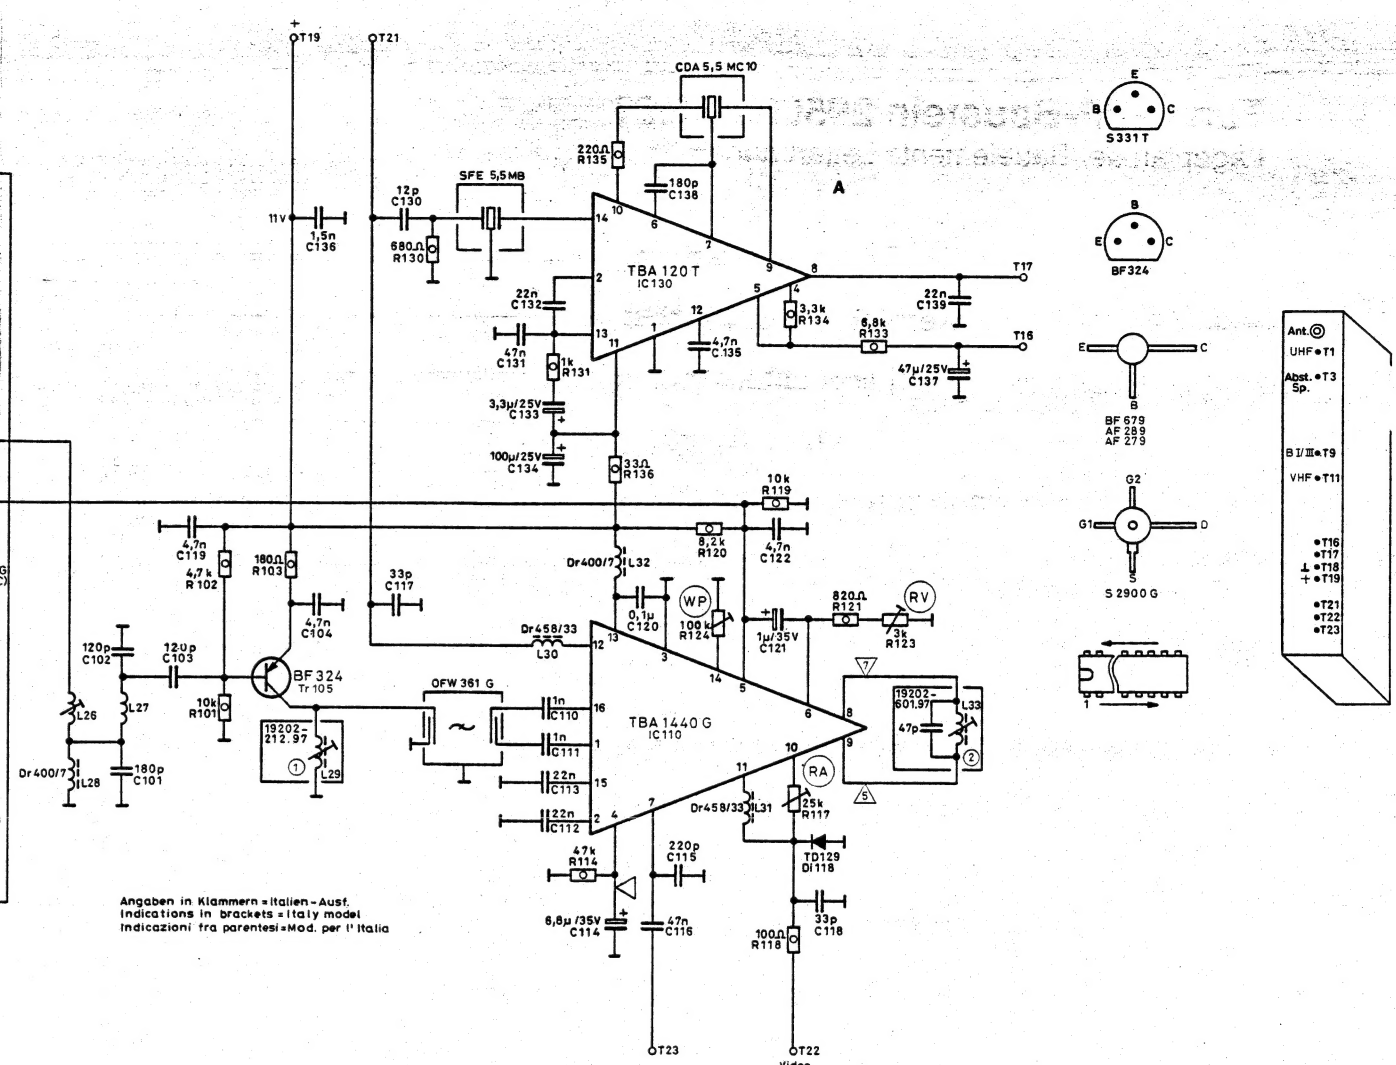 +
T19
T21
CDA 5,5 MC10
220Ω
R135
180p
C138
SFE 5,5MB
12p
C130
680Ω
R130
11V
1,5n
C136
14
10
6
7
9
8
TBA 120 T
IC130
2
13
11
1
12
5
4
22n
C132
47n
C131
1k
R131
3,3µ/25V
C133
+
100µ/25V
C134
+
33Ω
R136
4,7n
C135
3,3k
R134
6,8k
R133
22n
C139
T17
T16
47µ/25V
C137
+
A
E
B
C
S331T
B
E
C
BF324
E
C
B
BF 679
AF 289
AF 279
G2
G1
D
S
S 2900 G
1
Ant.
UHF T1
Abst. T3
Sp.
B I/III T9
VHF T11
T16
T17
⊥ T18
+ T19
T21
T22
T23
10k
R119
8,2k
R120
4,7n
C122
4,7n
C119
4,7k
R102
180Ω
R103
4,7n
C104
33p
C117
Dr400/7
L32
0,1µ
C120
WP
100k
R124
+
1µ/35V
C121
820Ω
R121
RV
3k
R123
120p
C102
120p
C103
BF 324
Tr105
10k
R101
L26
L27
Dr400/7
L28
180p
C101
19202-
212.97
1
L29
OFW 361 G
~
Dr458/33
L30
12
13
3
14
5
6
8
9
10
11
7
4
2
15
1
16
TBA 1440 G
IC110
1n
C110
1n
C111
22n
C113
22n
C112
7
19202-
601.97
L33
47p
2
5
RA
25k
R117
Dr458/33
L31
TD129
Di118
33p
C118
100Ω
R118
47k
R114
6,8µ/35V
C114
+
220p
C115
47n
C116
T23
T22
Video
Angaben in Klammern = Italien-Ausf.
Indications in brackets = Italy model
Indicazioni fra parentesi = Mod. per l' Italia